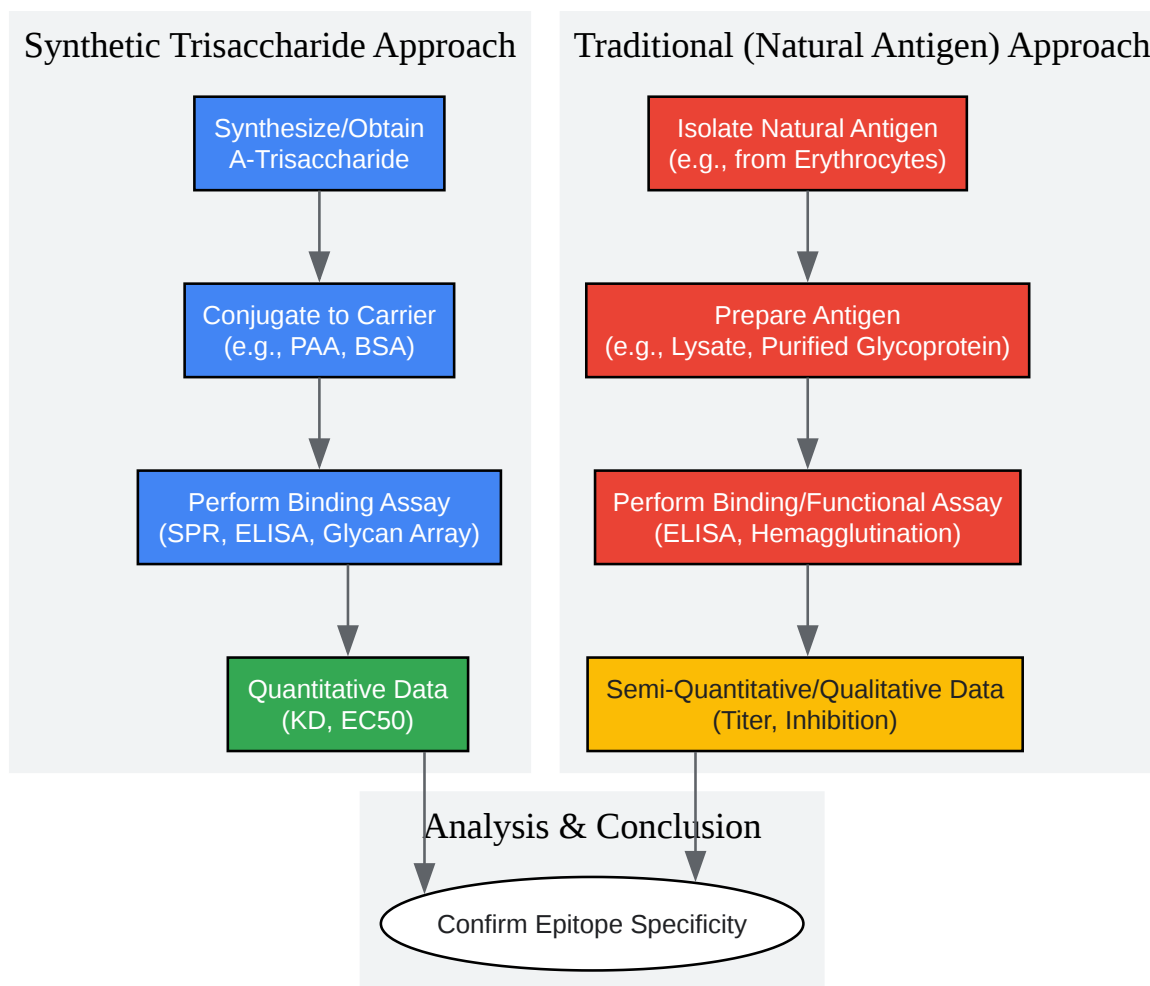 Synthetic Trisaccharide Approach
Synthesize/Obtain
A-Trisaccharide
Conjugate to Carrier
(e.g., PAA, BSA)
Perform Binding Assay
(SPR, ELISA, Glycan Array)
Quantitative Data
(KD, EC50)
Traditional (Natural Antigen) Approach
Isolate Natural Antigen
(e.g., from Erythrocytes)
Prepare Antigen
(e.g., Lysate, Purified Glycoprotein)
Perform Binding/Functional Assay
(ELISA, Hemagglutination)
Semi-Quantitative/Qualitative Data
(Titer, Inhibition)
Analysis & Conclusion
Confirm Epitope Specificity